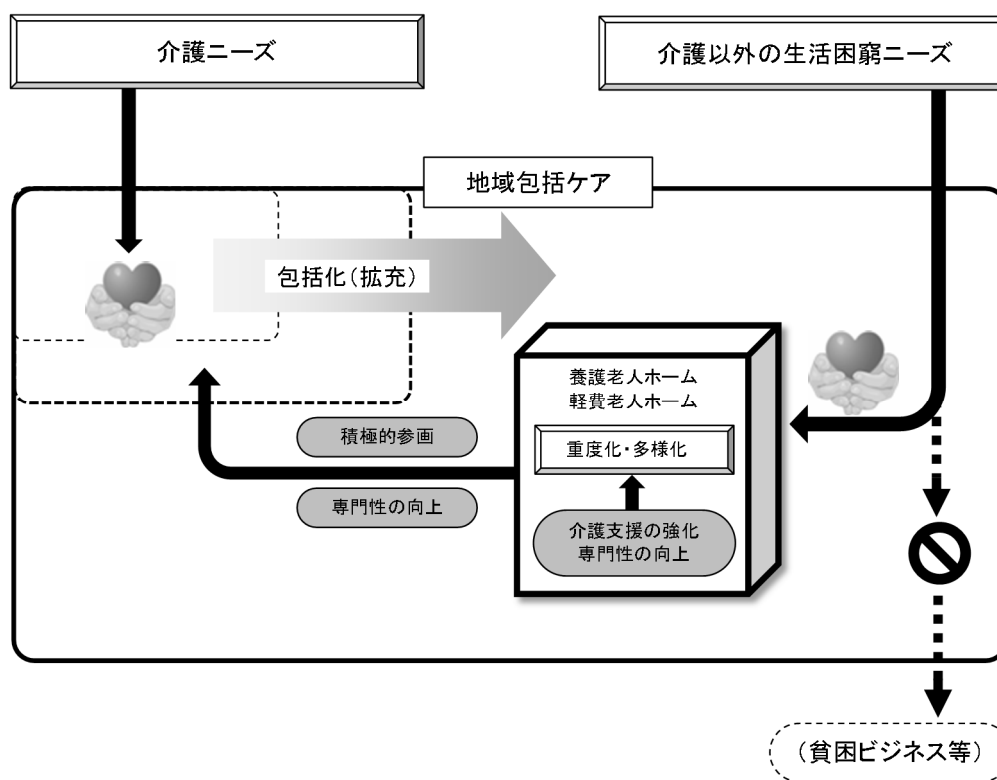 介護ニーズ
介護以外の生活困窮ニーズ
地域包括ケア
包括化(拡充)
養護老人ホーム
軽費老人ホーム
積極的参画
重度化・多様化
専門性の向上
介護支援の強化
専門性の向上
(貧困ビジネス等)